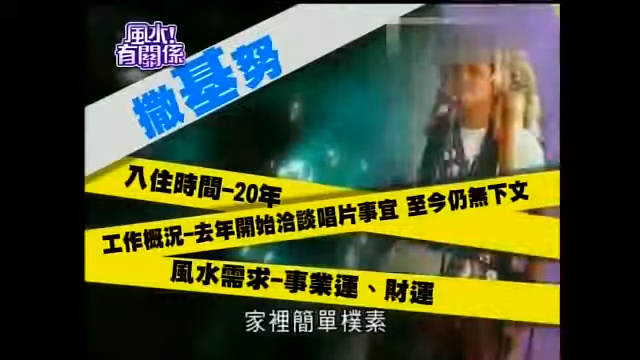 風水!
有關係
撒基努
入住時間-20年
工作概況-去年開始洽談唱片事宜 至今仍無下文
風水需求-事業運、財運
家裡簡單樸素